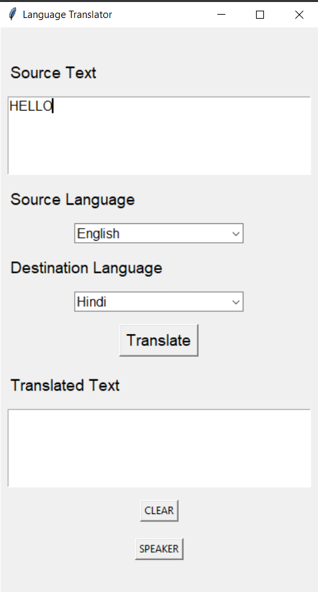 Language Translator
Source Text
HELLO
Source Language
English
Destination Language
Hindi
Translate
Translated Text
CLEAR
SPEAKER